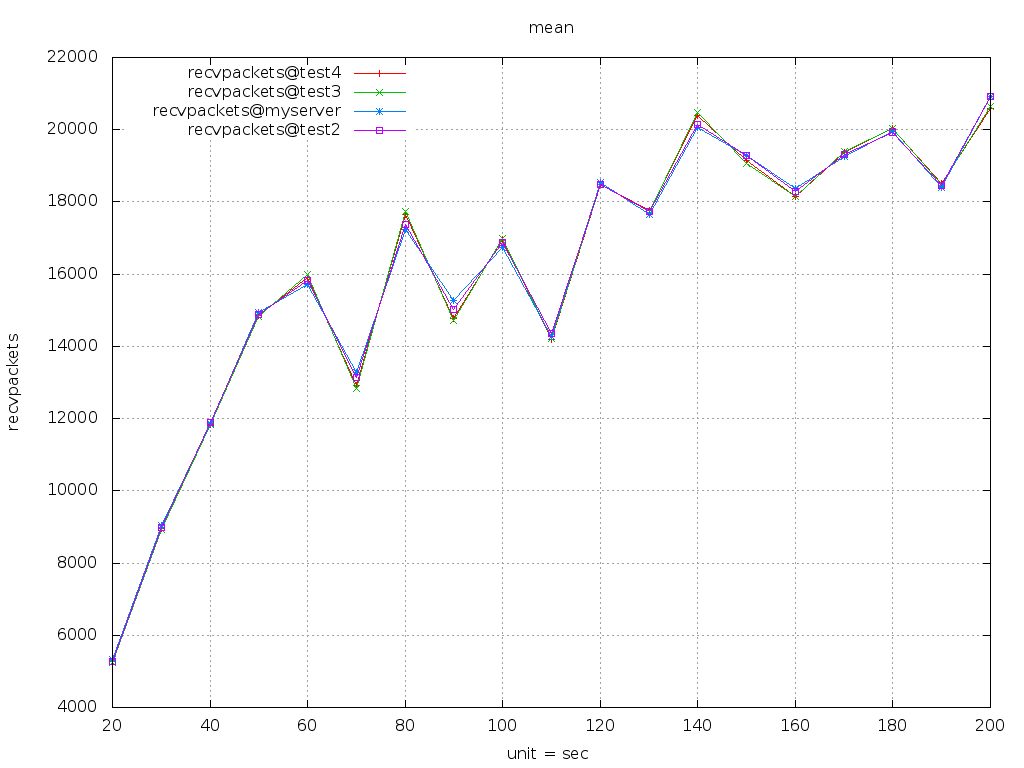 mean
22000
20000
18000
16000
14000
12000
10000
8000
6000
4000
recvpackets
recvpackets@test4
recvpackets@test3
recvpackets@myserver
recvpackets@test2
20 40 60 80 100 120 140 160 180 200
unit = sec